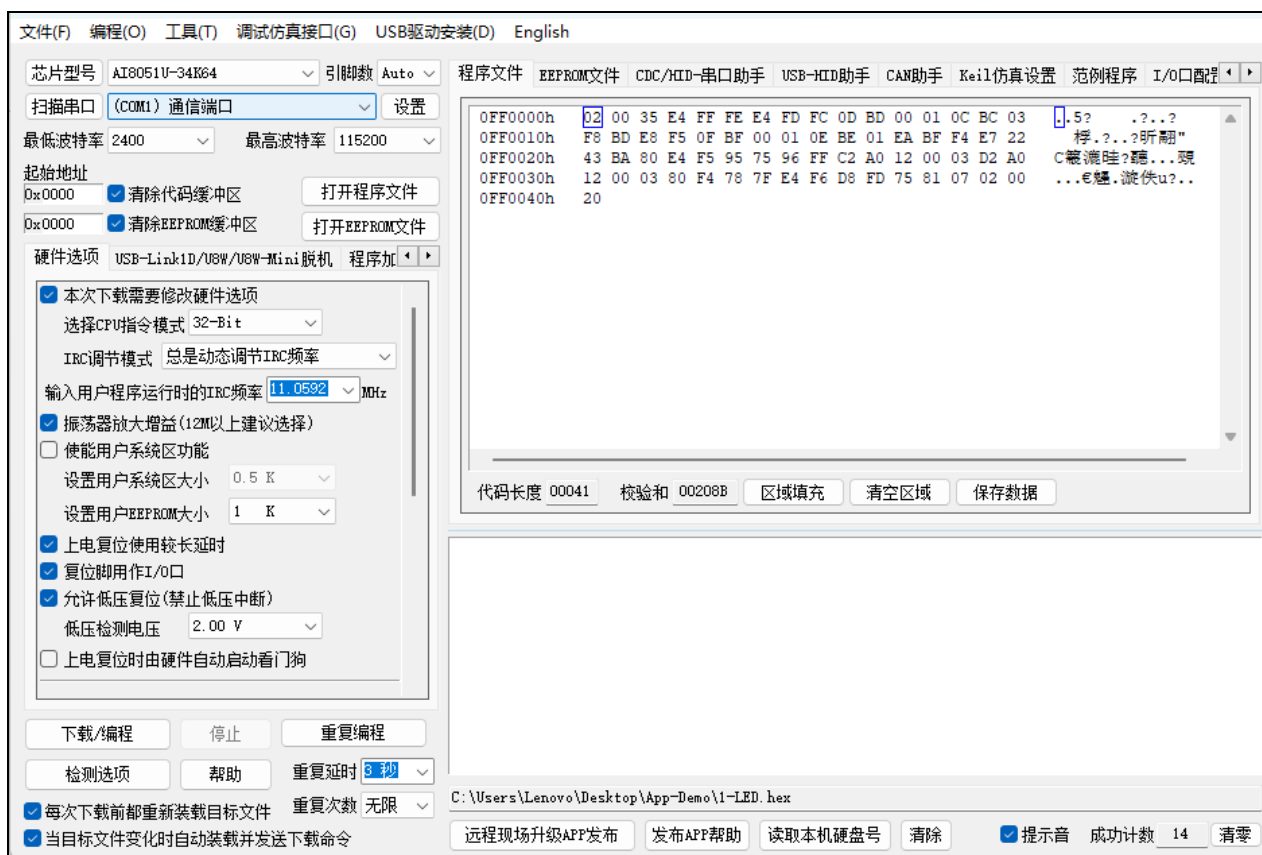 文件(F) 编程(O) 工具(T) 调试仿真接口(G) USB驱动安装(D) English
芯片型号 AI8051U-34K64 引脚数 Auto
扫描串口 (COM1) 通信端口 设置
最低波特率 2400 最高波特率 115200
起始地址
0x0000 清除代码缓冲区 打开程序文件
0x0000 清除EEPROM缓冲区 打开EEPROM文件
硬件选项 USB-Link1D/U8W/U8W-Mini脱机 程序加
本次下载需要修改硬件选项
选择CPU指令模式 32-Bit
IRC调节模式 总是动态调节IRC频率
输入用户程序运行时的IRC频率 11.0592 MHz
振荡器放大增益(12M以上建议选择)
使能用户系统区功能
设置用户系统区大小 0.5 K
设置用户EEPROM大小 1 K
上电复位使用较长延时
复位脚用作I/O口
允许低压复位(禁止低压中断)
低压检测电压 2.00 V
上电复位时由硬件自动启动看门狗
下载/编程 停止 重复编程
检测选项 帮助 重复延时 3 秒
每次下载前都重新装载目标文件 重复次数 无限
当目标文件变化时自动装载并发送下载命令
程序文件 EEPROM文件 CDC/HID-串口助手 USB-HID助手 CAN助手 Keil仿真设置 范例程序 I/O口配
0FF0000h 02 00 35 E4 FF FE E4 FD FC 0D BD 00 01 0C BC 03 ..5? .?..?
0FF0010h F8 BD E8 F5 0F BF 00 01 0E BE 01 EA BF F4 E7 22 桴.?..?昕翮"
0FF0020h 43 BA 80 E4 F5 95 75 96 FF C2 A0 12 00 03 D2 A0
0FF0030h 12 00 03 80 F4 78 7F E4 F6 D8 FD 75 81 07 02 00
0FF0040h 20
代码长度 00041 校验和 00208B 区域填充 清空区域 保存数据
C:\Users\Lenovo\Desktop\App-Demo\1-LED.hex
远程现场升级APP发布 发布APP帮助 读取本机硬盘号 清除 提示音 成功计数 14 清零